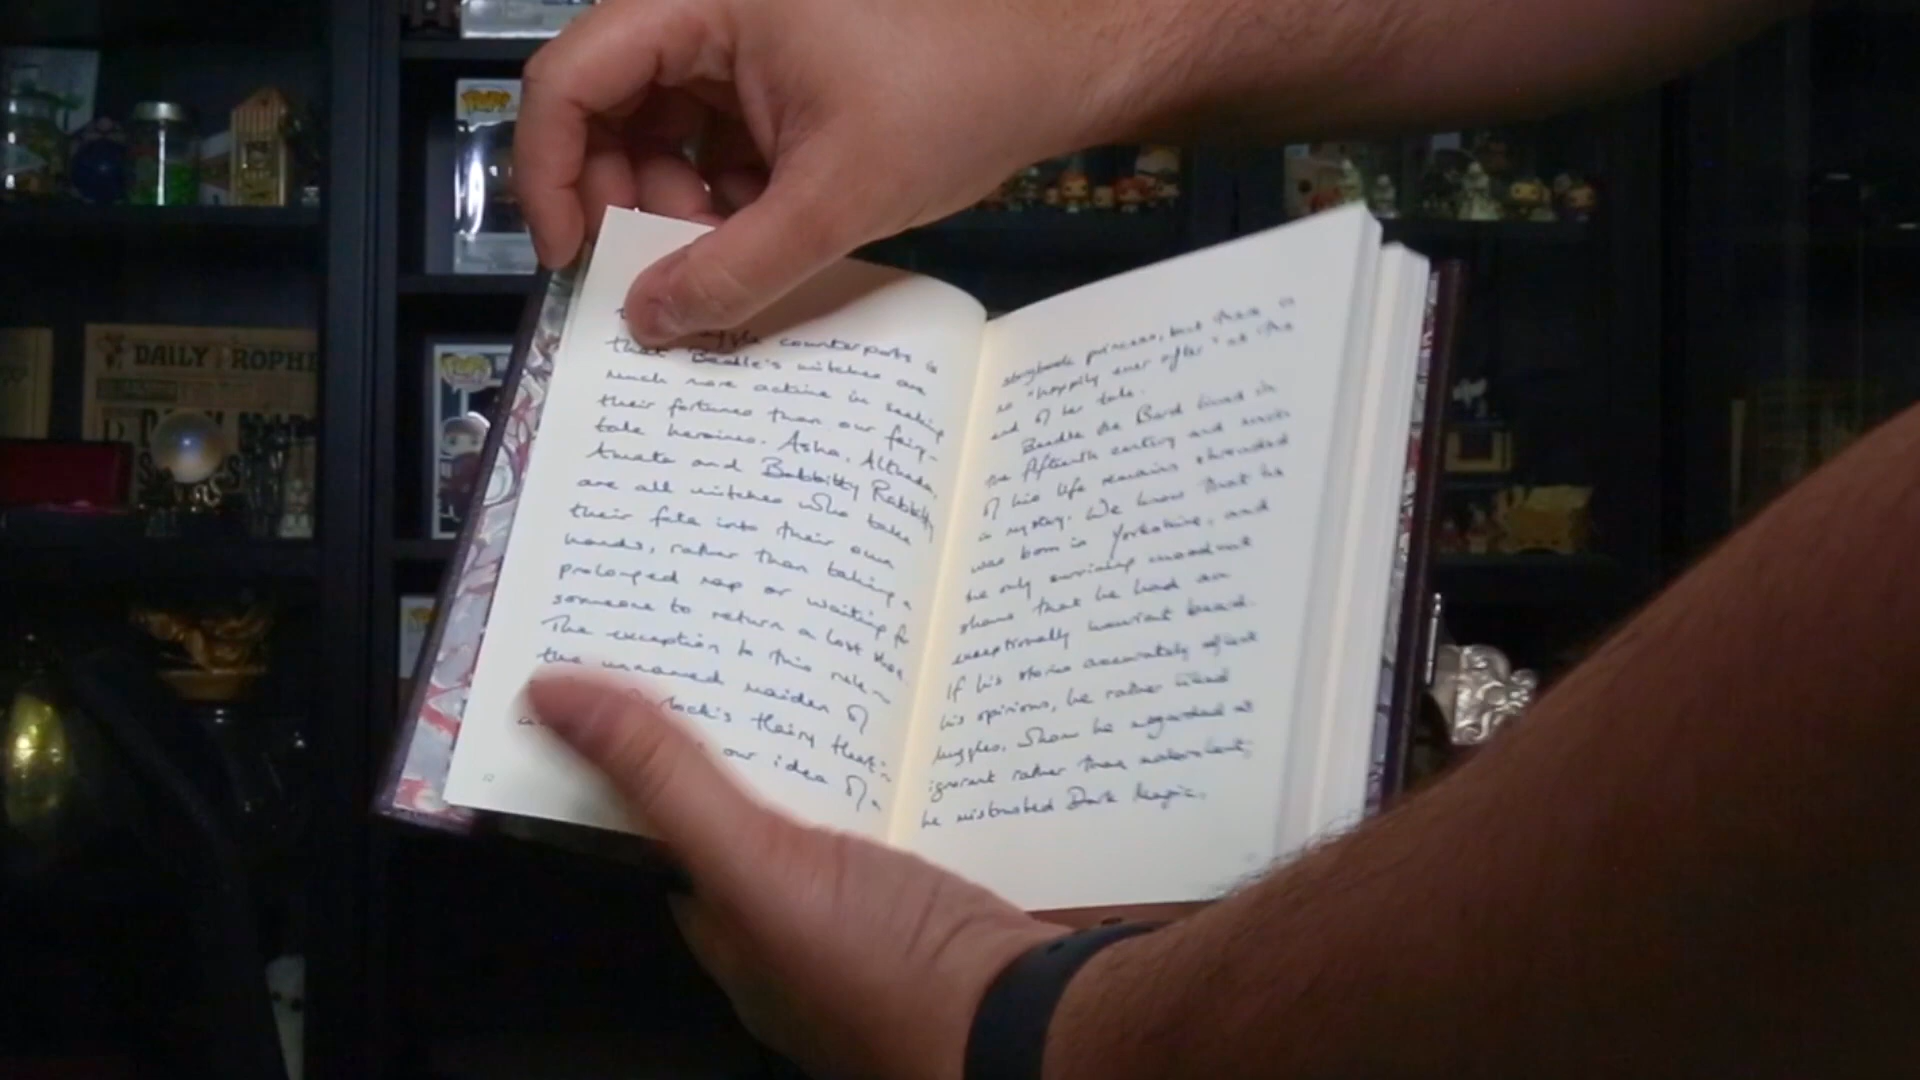 counterparts is
that Beedle's witches are
much more active in seeking
their fortunes than our fairy-
tale heroines. Asha, Altheda,
Amata and Babbitty Rabbitty
are all witches who take
their fate into their own
hands, rather than taking a
prolonged nap or waiting for
someone to return a lost shoe.
The exception to this rule -
the unnamed maiden of
Hairy Heart" -
our idea of a
storybook princess, but there is
no "happily ever after" at the
end of her tale.
Beedle the Bard lived in
the fifteenth century and much
of his life remains shrouded
in mystery. We know that he
was born in Yorkshire, and
the only surviving woodcut
shows that he had an
exceptionally luxuriant beard.
If his stories accurately reflect
his opinions, he rather liked
Muggles, whom he regarded as
ignorant rather than malevolent;
he mistrusted Dark Magic,
DAILY PROPHE
POP!
POP!